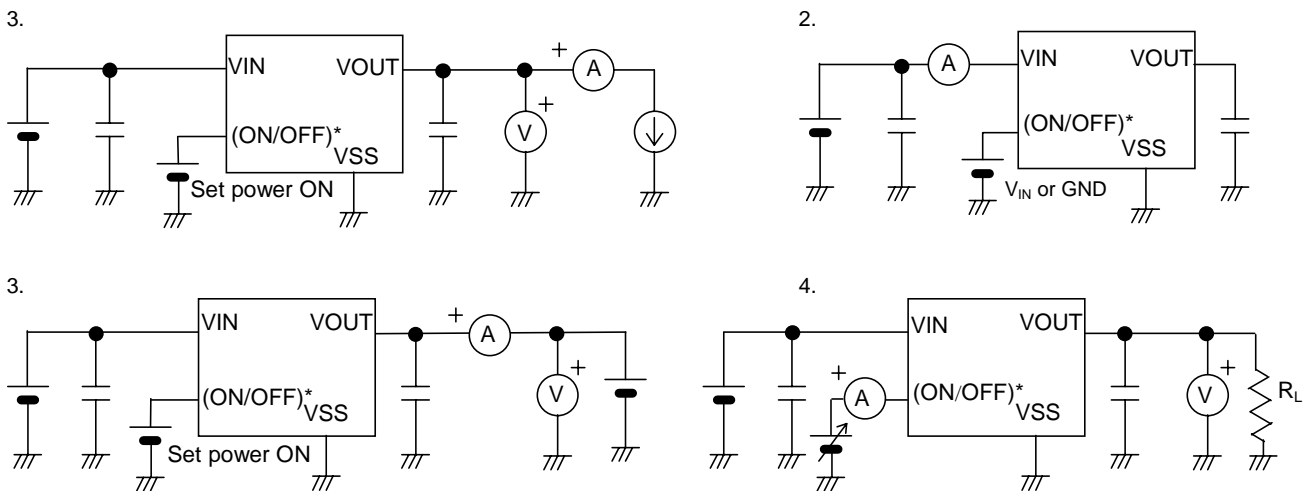 3.
VIN VOUT + A
+ V
(ON/OFF)*
VSS
Set power ON
2.
A VIN VOUT
(ON/OFF)*
VSS
VIN or GND
3.
VIN VOUT + A
V +
(ON/OFF)*
VSS
Set power ON
4.
VIN VOUT
+ A (ON/OFF)*
VSS
V + RL